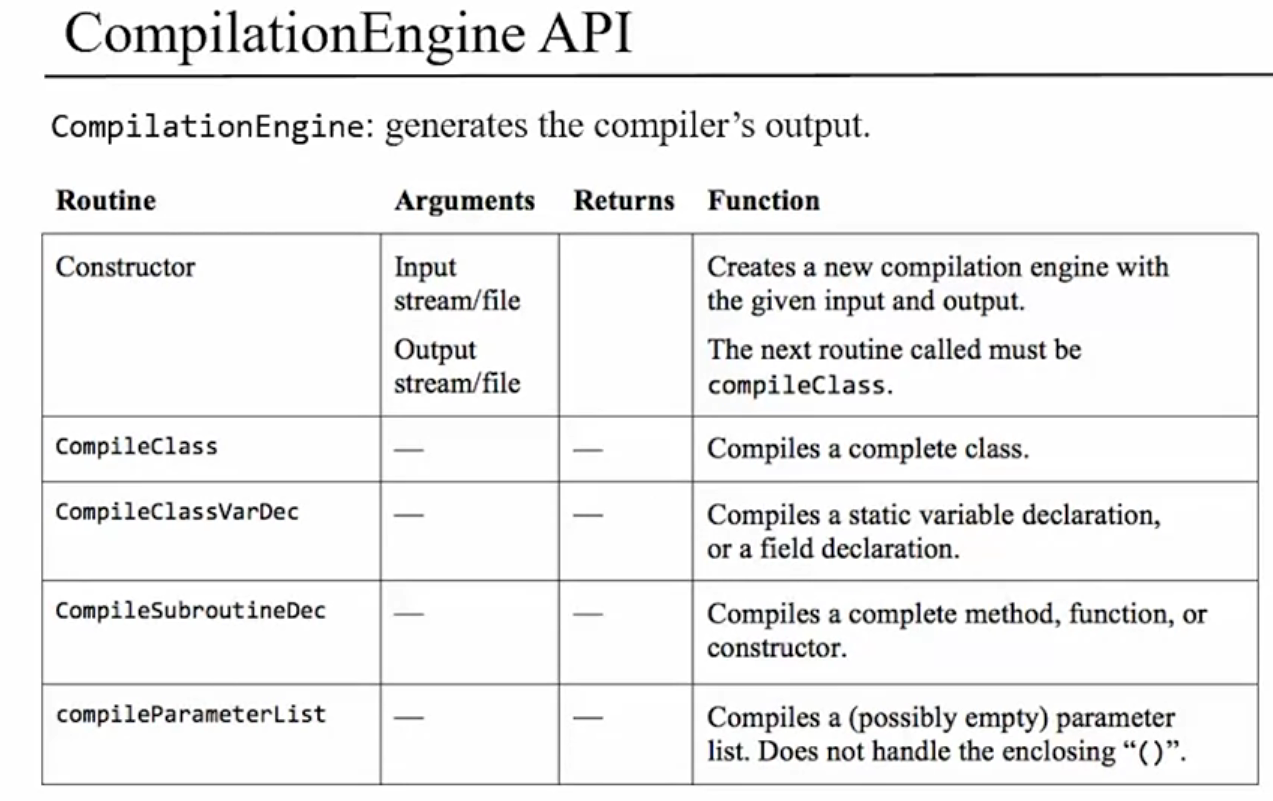 CompilationEngine API
CompilationEngine: generates the compiler’s output.
Routine Arguments Returns Function
Constructor
Input
stream/file
Output
stream/file
Creates a new compilation engine with
the given input and output.
The next routine called must be
compileClass.
CompileClass — — Compiles a complete class.
CompileClassVarDec — — Compiles a static variable declaration,
or a field declaration.
CompileSubroutineDec — — Compiles a complete method, function, or
constructor.
compileParameterList — — Compiles a (possibly empty) parameter
list. Does not handle the enclosing “()”.